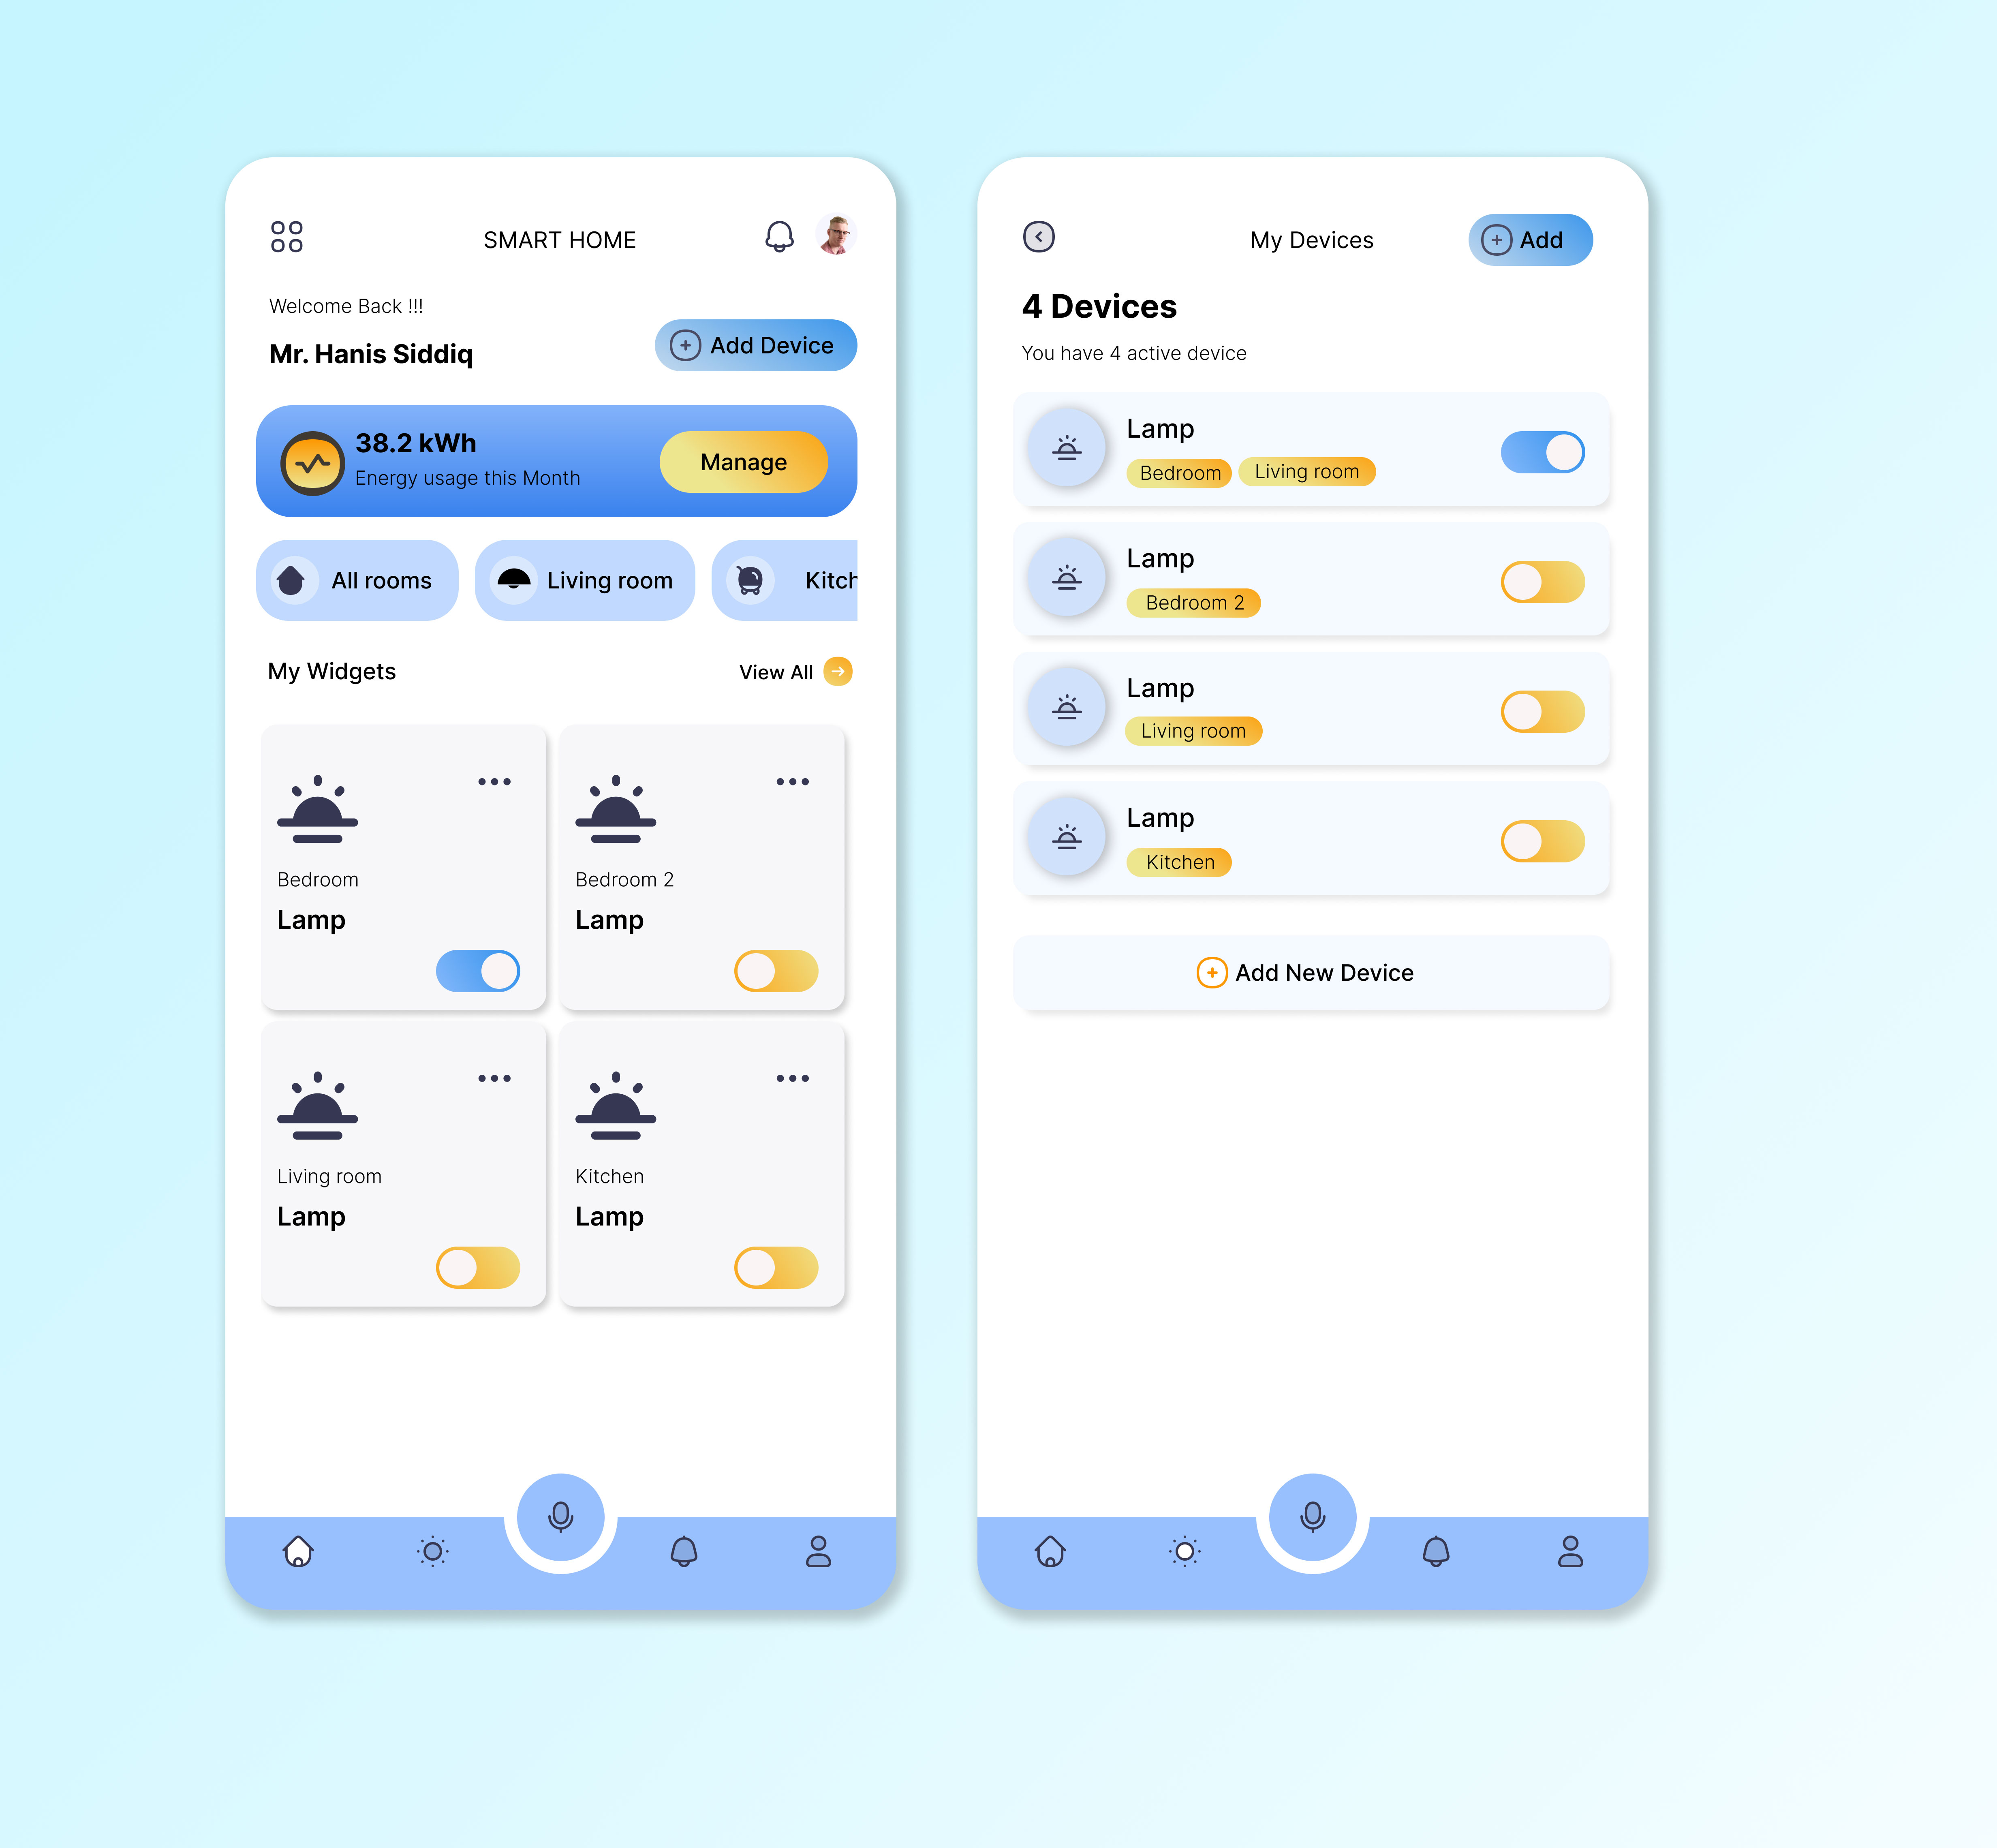 SMART HOME
Welcome Back !!!
Mr. Hanis Siddiq
Add Device
38.2 kWh
Energy usage this Month
Manage
All rooms
Living room
Kitch
My Widgets
View All
Bedroom
Lamp
Bedroom 2
Lamp
Living room
Lamp
Kitchen
Lamp
My Devices
Add
4 Devices
You have 4 active device
Lamp
Bedroom
Living room
Lamp
Bedroom 2
Lamp
Living room
Lamp
Kitchen
Add New Device